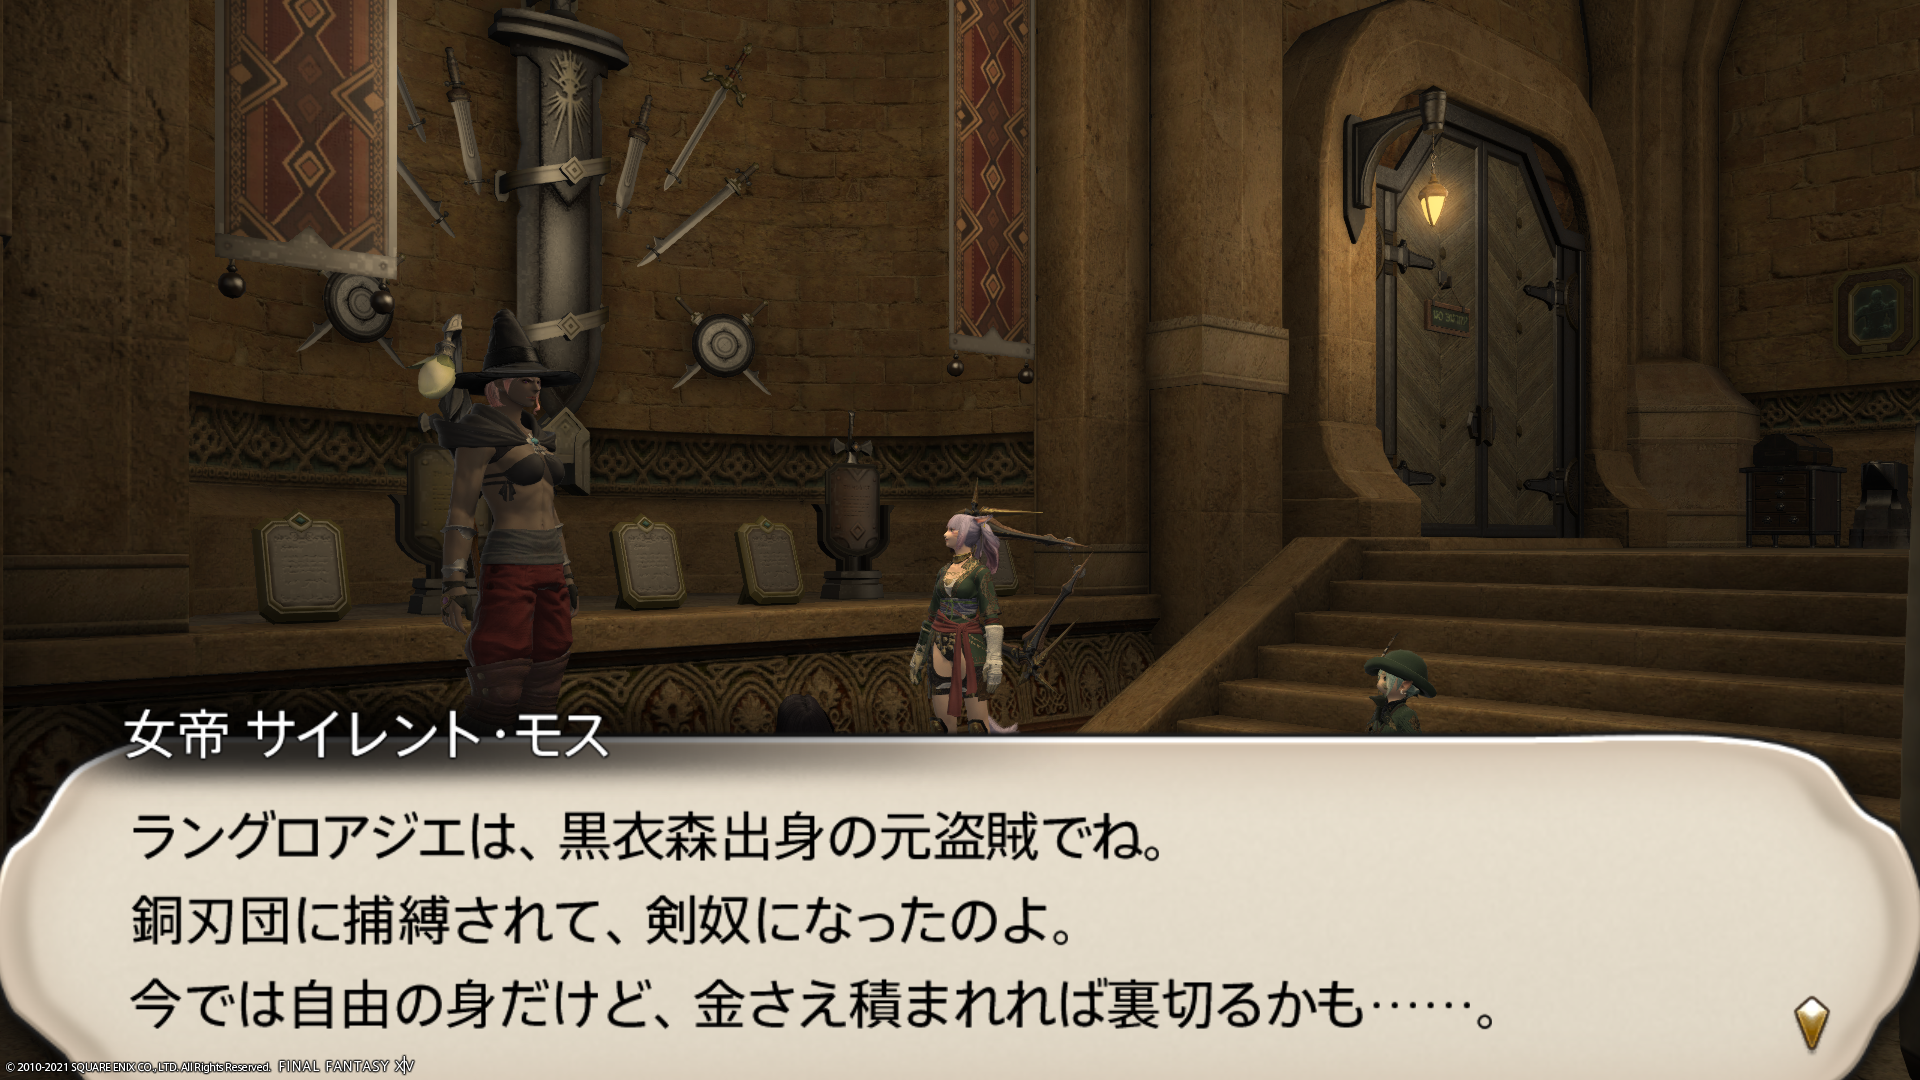 女帝 サイレント・モス
ラングロアジエは、黒衣森出身の元盗賊でね。
銅刃団に捕縛されて、剣奴になったのよ。
今では自由の身だけど、金さえ積まれれば裏切るかも……。
© 2010-2021 SQUARE ENIX CO., LTD. All Rights Reserved. FINAL FANTASY XIV